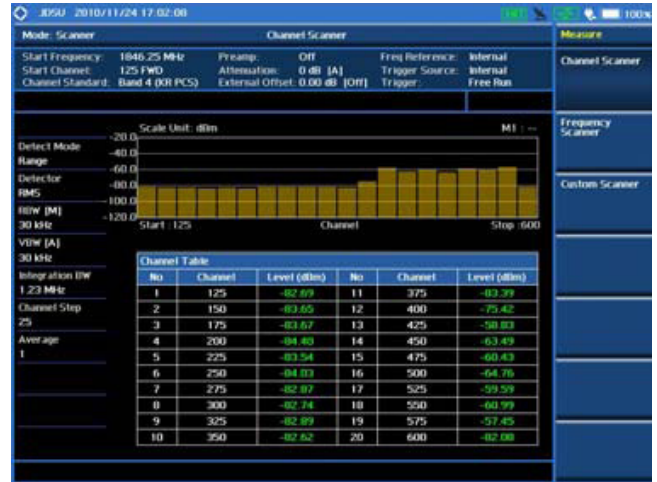 JDSU 2010/11/24 17:02:08 EXT 100%
Mode: Scanner Channel Scanner
Start Frequency: 1846.25 MHz Preamp: Off Freq Reference: Internal
Start Channel: 125 FWD Attenuation: 0 dB [A] Trigger Source: Internal
Channel Standard: Band 4 (KR PCS) External Offset: 0.00 dB [Off] Trigger: Free Run
Scale Unit: dBm M1 : --
-20.0
-40.0
-60.0
-80.0
-100.0
-120.0
Start :125 Channel Stop :600
Detect Mode
Range
Detector
RMS
RBW [M]
30 kHz
VBW [A]
30 kHz
Integration BW
1.23 MHz
Channel Step
25
Average
1
Channel Table
No Channel Level (dBm) No Channel Level (dBm)
1 125 -82.69 11 375 -83.39
2 150 -83.65 12 400 -75.42
3 175 -83.67 13 425 -58.83
4 200 -84.48 14 450 -63.49
5 225 -83.54 15 475 -60.43
6 250 -84.03 16 500 -64.76
7 275 -82.87 17 525 -59.59
8 300 -82.74 18 550 -60.99
9 325 -82.89 19 575 -57.45
10 350 -82.62 20 600 -82.08
Measure
Channel Scanner
Frequency
Scanner
Custom Scanner